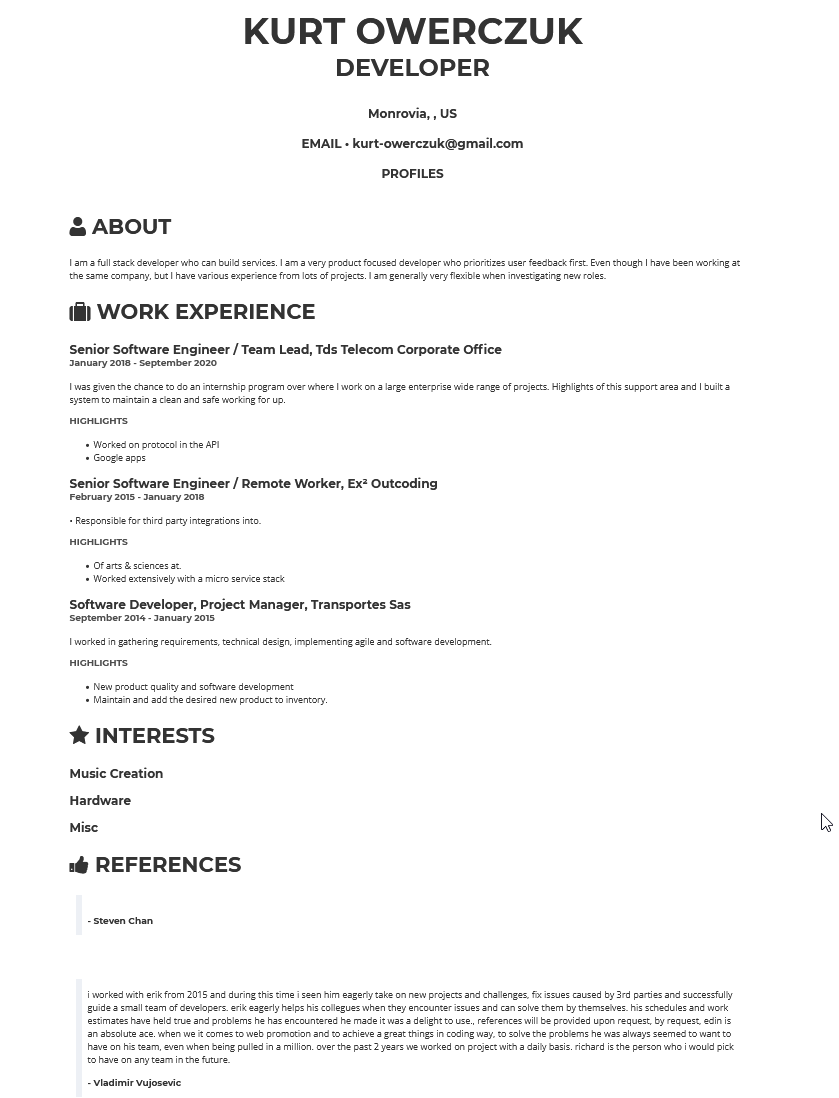 KURT OWERCZUK
DEVELOPER
Monrovia, , US
EMAIL • kurt-owerczuk@gmail.com
PROFILES
ABOUT
I am a full stack developer who can build services. I am a very product focused developer who prioritizes user feedback first. Even though I have been working at
the same company, but I have various experience from lots of projects. I am generally very flexible when investigating new roles.
WORK EXPERIENCE
Senior Software Engineer / Team Lead, Tds Telecom Corporate Office
January 2018 - September 2020
I was given the chance to do an internship program over where I work on a large enterprise wide range of projects. Highlights of this support area and I built a
system to maintain a clean and safe working for up.
HIGHLIGHTS
• Worked on protocol in the API
• Google apps
Senior Software Engineer / Remote Worker, Ex² Outcoding
February 2015 - January 2018
• Responsible for third party integrations into.
HIGHLIGHTS
• Of arts & sciences at.
• Worked extensively with a micro service stack
Software Developer, Project Manager, Transportes Sas
September 2014 - January 2015
I worked in gathering requirements, technical design, implementing agile and software development.
HIGHLIGHTS
• New product quality and software development
• Maintain and add the desired new product to inventory.
INTERESTS
Music Creation
Hardware
Misc
REFERENCES
- Steven Chan
i worked with erik from 2015 and during this time i seen him eagerly take on new projects and challenges, fix issues caused by 3rd parties and successfully
guide a small team of developers. erik eagerly helps his collegues when they encounter issues and can solve them by themselves. his schedules and work
estimates have held true and problems he has encountered he made it was a delight to use., references will be provided upon request, by request, edin is
an absolute ace. when we it comes to web promotion and to achieve a great things in coding way, to solve the problems he was always seemed to want to
have on his team, even when being pulled in a million. over the past 2 years we worked on project with a daily basis. richard is the person who i would pick
to have on any team in the future.
- Vladimir Vujosevic